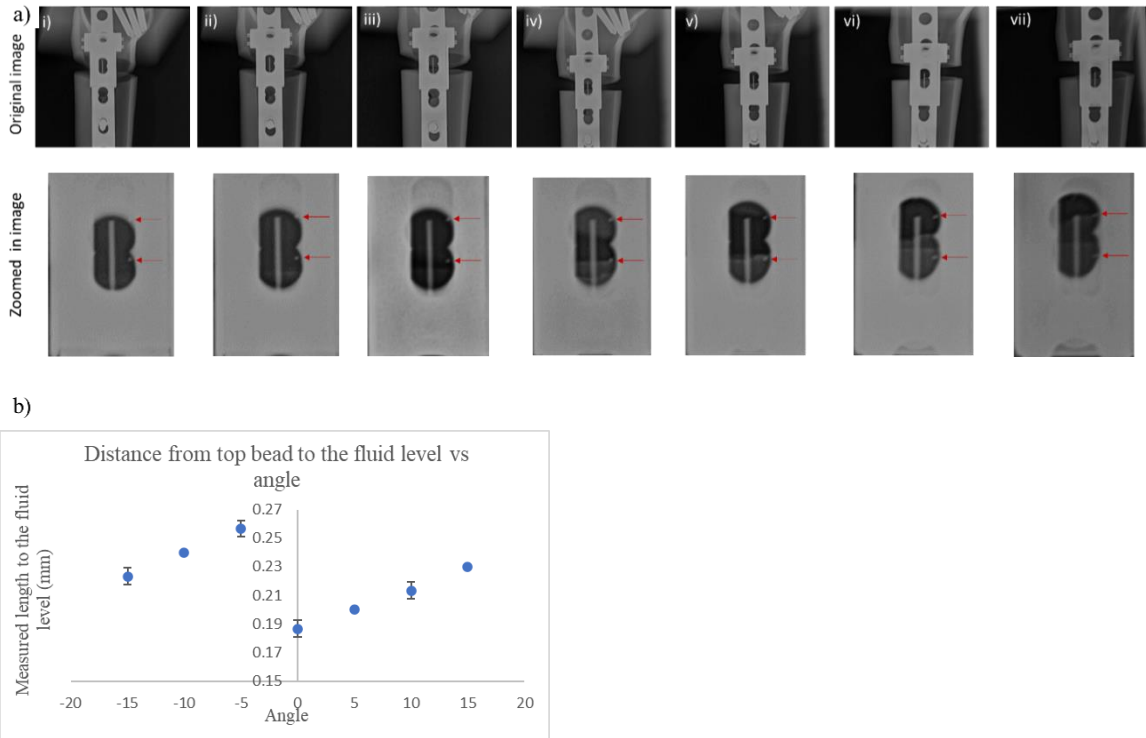 a)
Original image
i)
ii)
iii)
iv)
v)
vi)
vii)
Zoomed in image
b)
Distance from top bead to the fluid level vs
angle
Measured length to the fluid
level (mm)
0.27
0.25
0.23
0.21
0.19
0.17
0.15
-20 -15 -10 -5 0 5 10 15 20
Angle